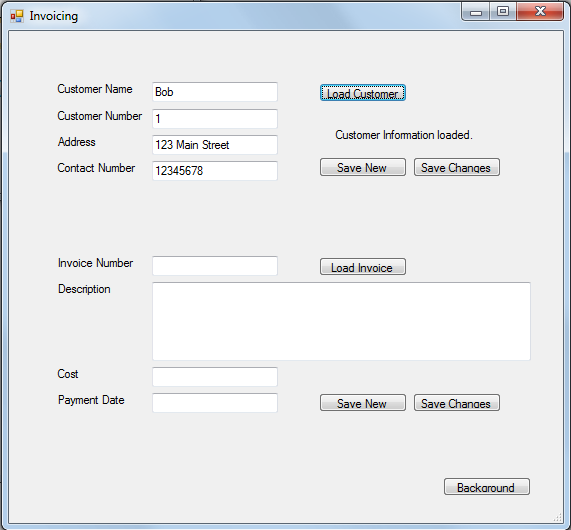 Invoicing
Customer Name Bob Load Customer
Customer Number 1
Address 123 Main Street Customer Information loaded.
Contact Number 12345678 Save New Save Changes
Invoice Number Load Invoice
Description
Cost
Payment Date Save New Save Changes
Background